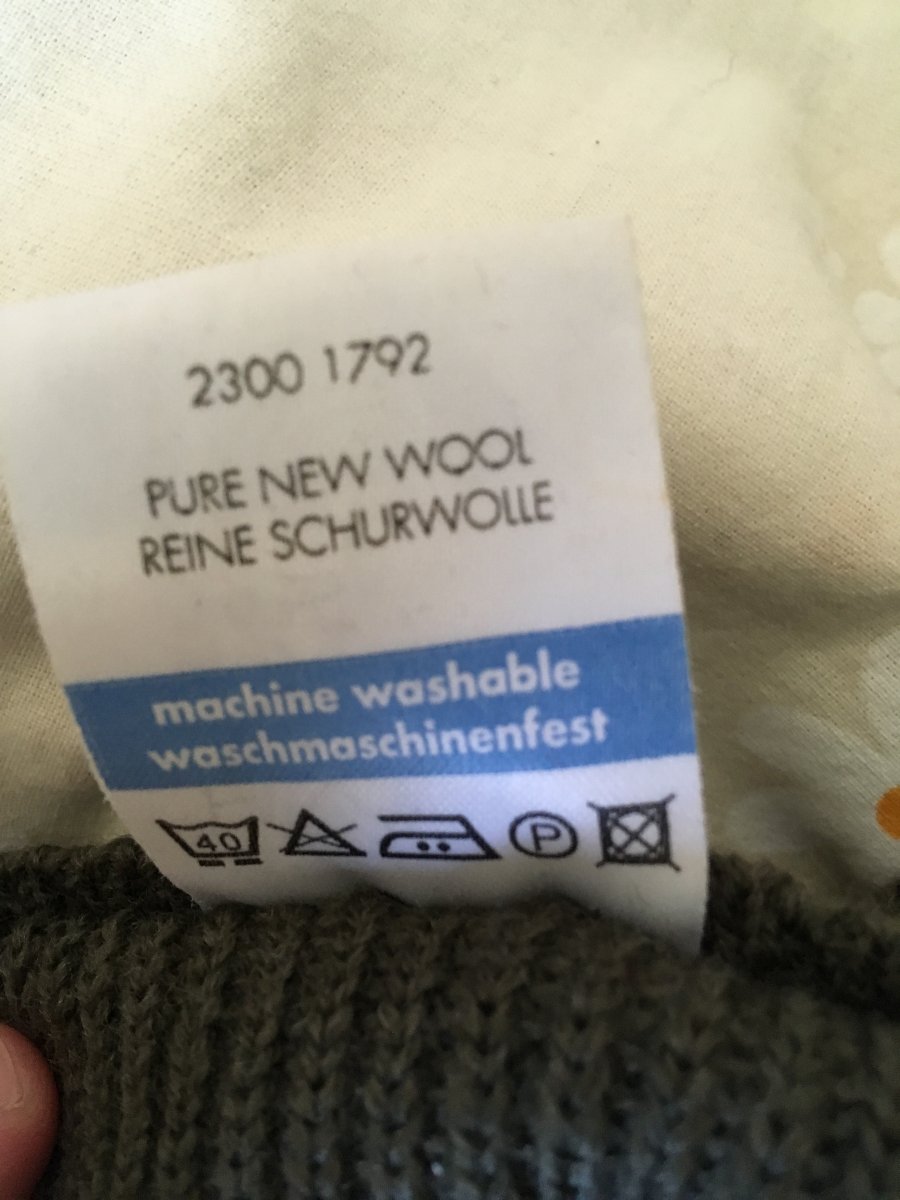 2300 1792
PURE NEW WOOL
REINE SCHURWOLLE
machine washable
waschmaschinenfest
40 P